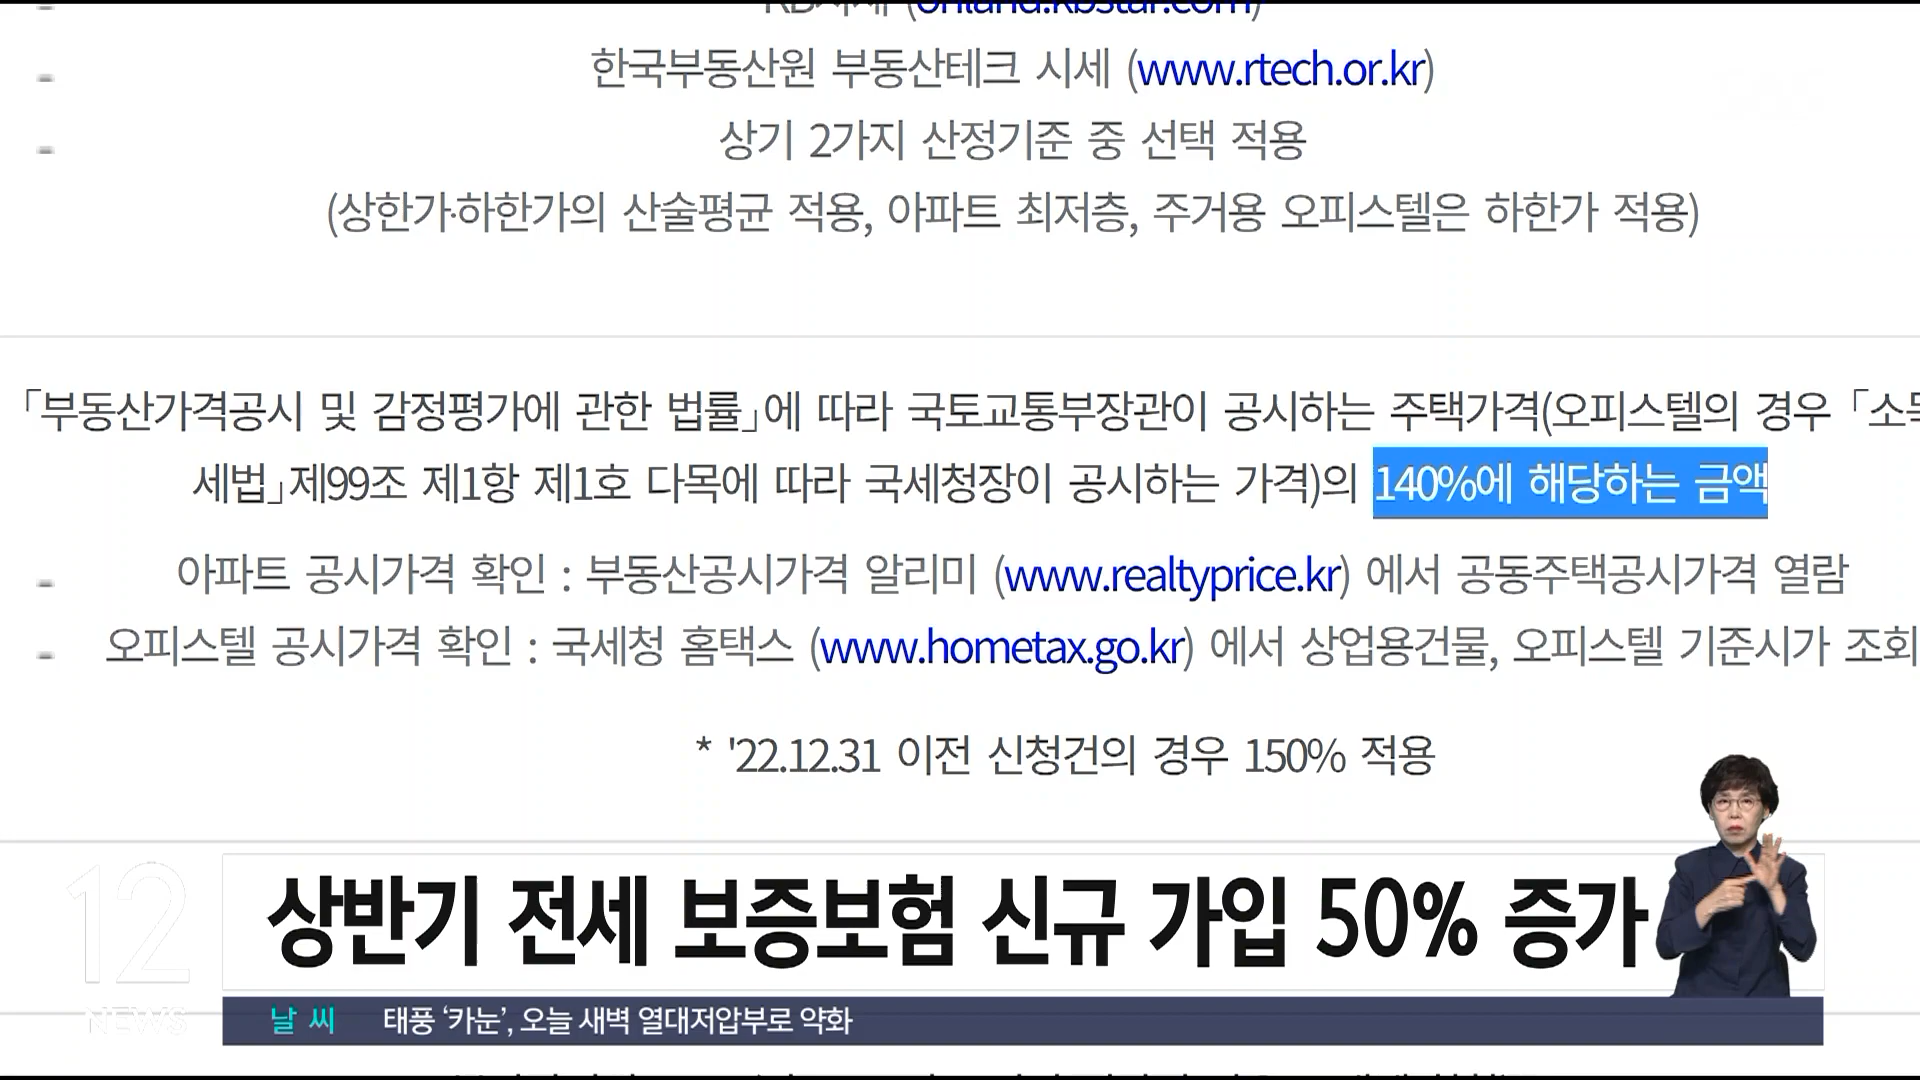 (onland.kbstar.com)
- 한국부동산원 부동산테크 시세 (www.rtech.or.kr)
- 상기 2가지 산정기준 중 선택 적용
(상한가·하한가의 산술평균 적용, 아파트 최저층, 주거용 오피스텔은 하한가 적용)
「부동산가격공시 및 감정평가에 관한 법률」에 따라 국토교통부장관이 공시하는 주택가격(오피스텔의 경우 「소득
세법」제99조 제1항 제1호 다목에 따라 국세청장이 공시하는 가격)의 140%에 해당하는 금액
- 아파트 공시가격 확인 : 부동산공시가격 알리미 (www.realtyprice.kr) 에서 공동주택공시가격 열람
- 오피스텔 공시가격 확인 : 국세청 홈택스 (www.hometax.go.kr) 에서 상업용건물, 오피스텔 기준시가 조회
* '22.12.31 이전 신청건의 경우 150% 적용
12
NEWS
상반기 전세 보증보험 신규 가입 50% 증가
날씨 태풍 ‘카눈’, 오늘 새벽 열대저압부로 약화